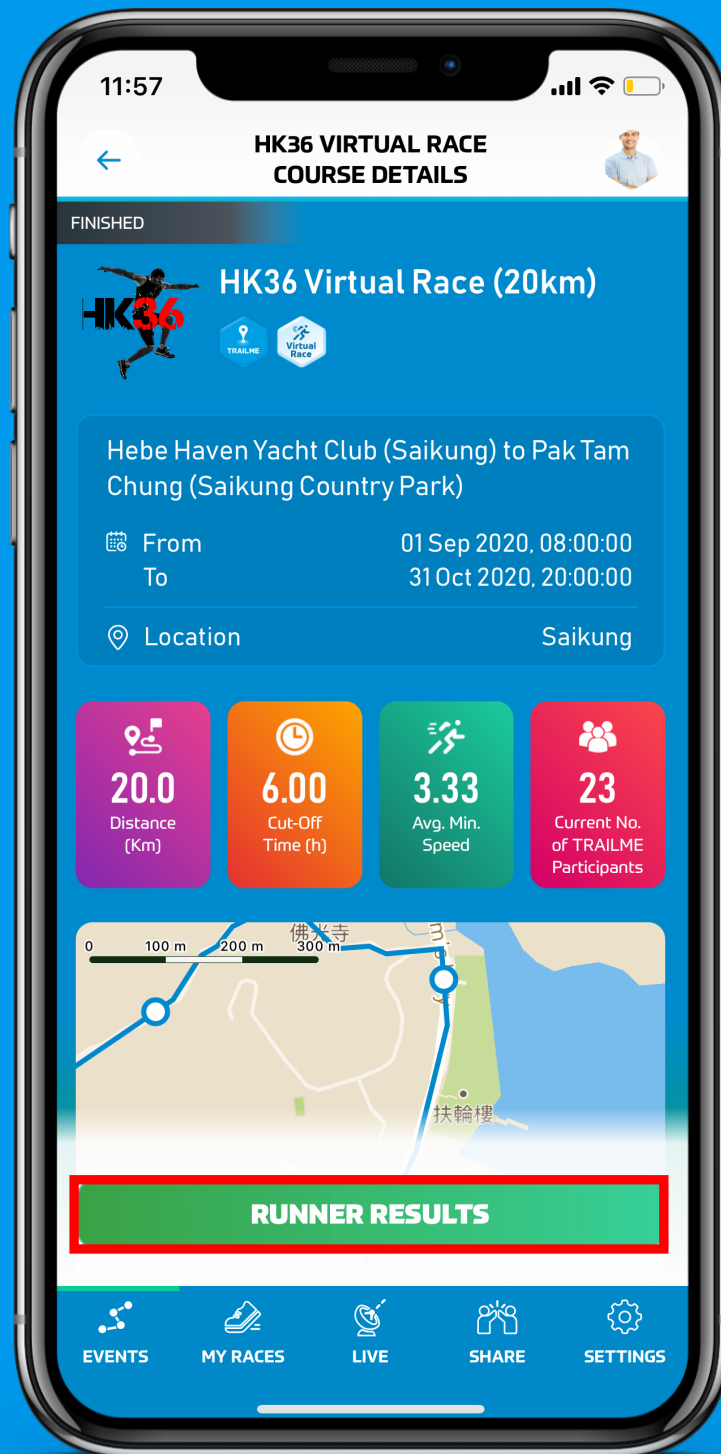 11:57
HK36 VIRTUAL RACE
COURSE DETAILS
FINISHED
HK36
HK36 Virtual Race (20km)
TRAILME
Virtual
Race
Hebe Haven Yacht Club (Saikung) to Pak Tam
Chung (Saikung Country Park)
From 01 Sep 2020, 08:00:00
To 31 Oct 2020, 20:00:00
Location Saikung
20.0
Distance
(Km)
6.00
Cut-Off
Time (h)
3.33
Avg. Min.
Speed
23
Current No.
of TRAILME
Participants
佛光寺
0 100 m 200 m 300 m
扶輪樓
RUNNER RESULTS
EVENTS MY RACES LIVE SHARE SETTINGS